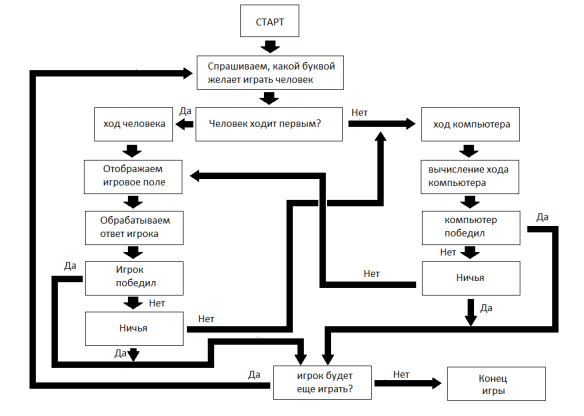 СТАРТ
Спрашиваем, какой буквой
желает играть человек
Да
Нет
ход человека
Человек ходит первым?
ход компьютера
Отображаем
игровое поле
вычисление хода
компьютера
Обрабатываем
ответ игрока
компьютер
победил
Да
Нет
Да
Игрок
победил
Нет
Ничья
Нет
Да
Ничья
Нет
Да
Да
игрок будет
еще играть?
Нет
Конец
игры